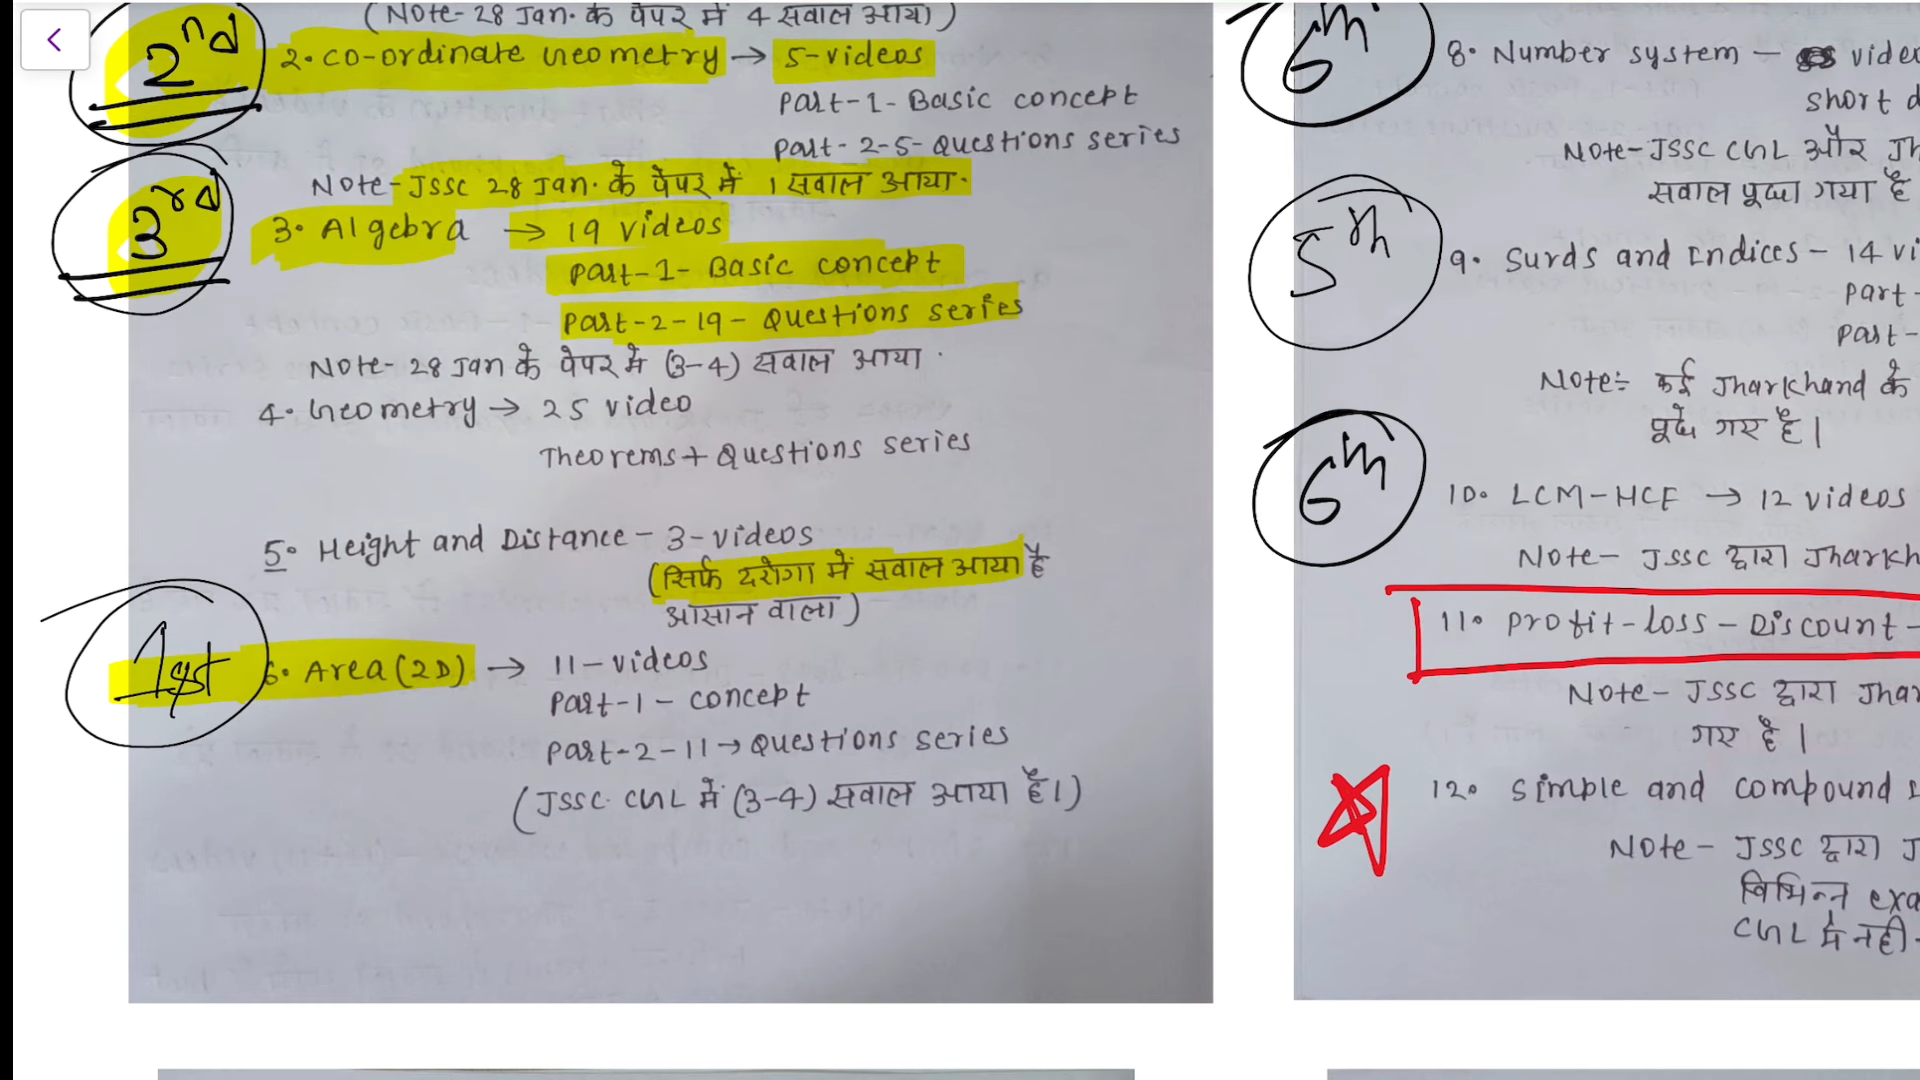 (Note- 28 Jan. के पेपर में 4 सवाल आया)
2nd
2. Co-ordinate Geometry → 5-videos
Part-1- Basic concept
Part- 2-5- Questions series
Note- JSSC 28 Jan. के पेपर में 1 सवाल आया.
3rd
3. Algebra → 19 videos
Part-1- Basic concept
Part-2-19- Questions series
Note- 28 Jan के पेपर में (3-4) सवाल आया.
4. Geometry → 25 video
Theorems+ Questions series
5. Height and Distance - 3-videos
(सिर्फ दरोगा में सवाल आया है
आसान वाला)
1st
6. Area (2D) → 11-videos
Part-1- concept
Part-2-11 → Questions series
(JSSC CGL में (3-4) सवाल आया है।)
6th
8. Number system -
short
Note- JSSC CGL और
सवाल पूछा गया है
5th
9. Surds and Indices - 14
Part-
Part-
Note:- कई Jharkhand के
पूछे गए है।
6th
10. LCM-HCF → 12 videos
Note- JSSC द्वारा
11. Profit-loss-Discount-
Note- JSSC द्वारा
गए है।
12. Simple and compound
Note- JSSC द्वारा
विभिन्न
CGL में नही-